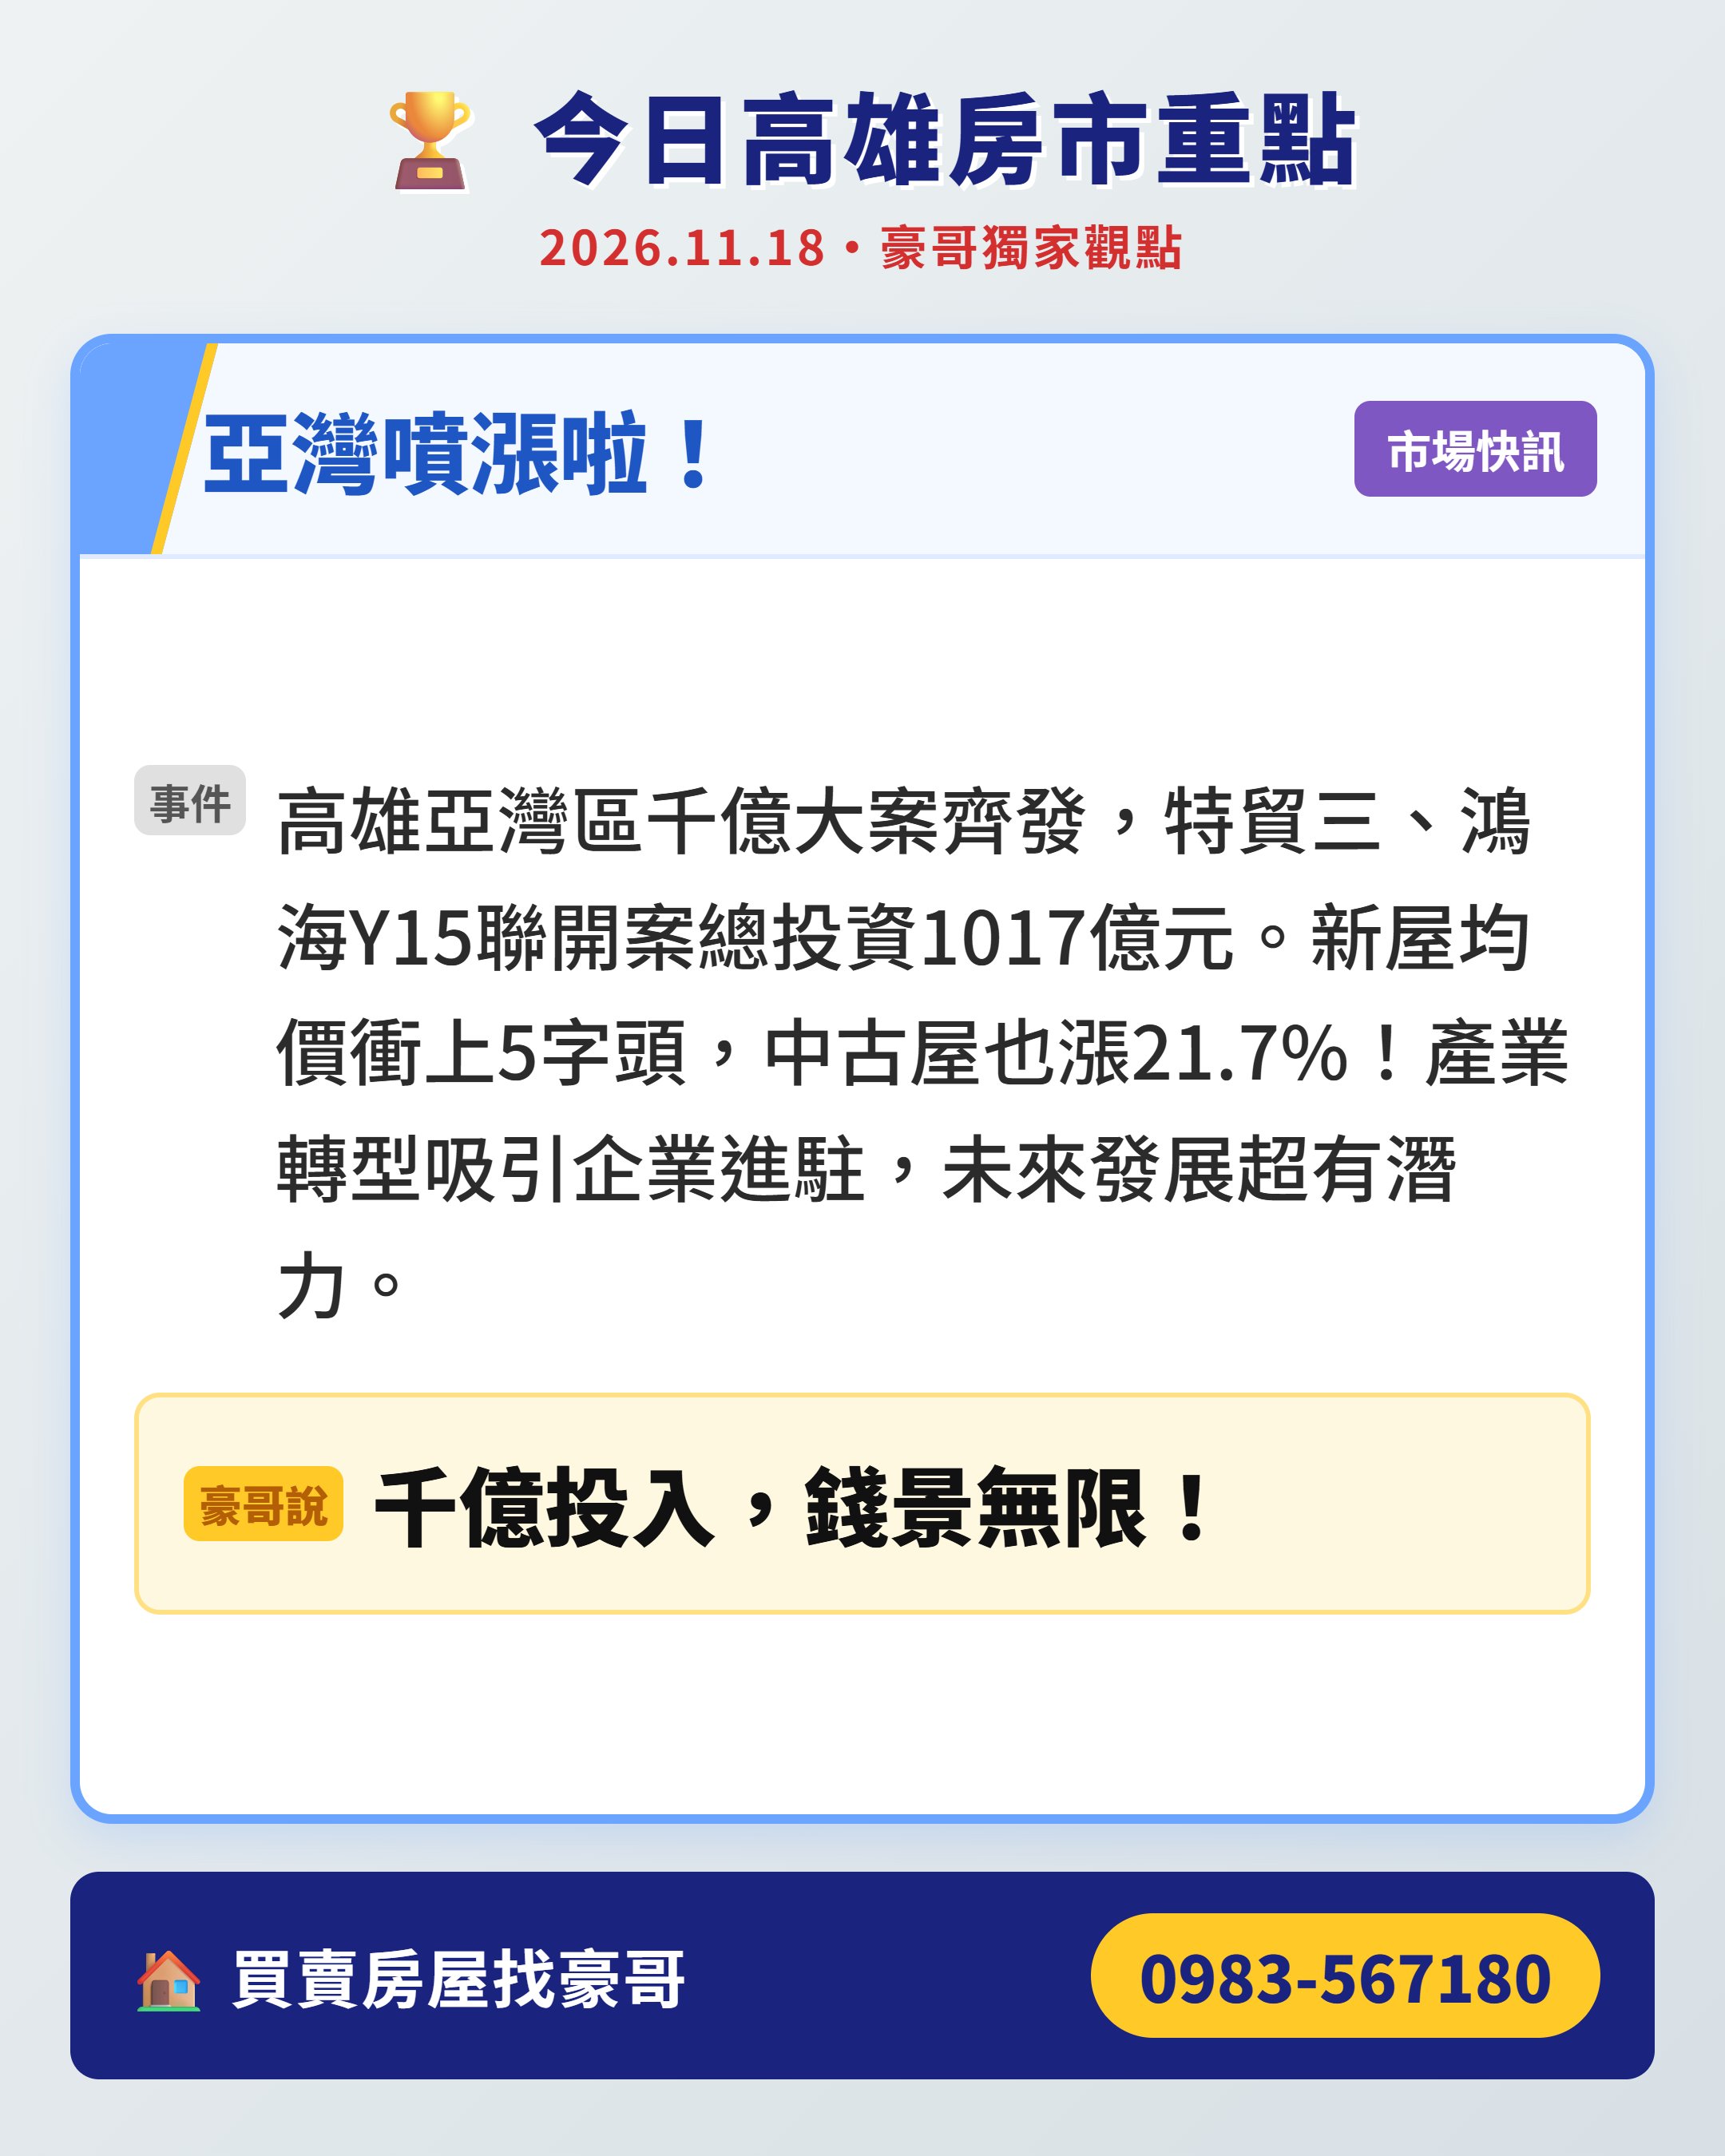 今日高雄房市重點
2026.11.18・豪哥獨家觀點
亞灣噴漲啦！
市場快訊
事件
高雄亞灣區千億大案齊發，特貿三、鴻
海Y15聯開案總投資1017億元。新屋均
價衝上5字頭，中古屋也漲21.7%！產業
轉型吸引企業進駐，未來發展超有潛
力。
豪哥說
千億投入，錢景無限！
買賣房屋找豪哥
0983-567180